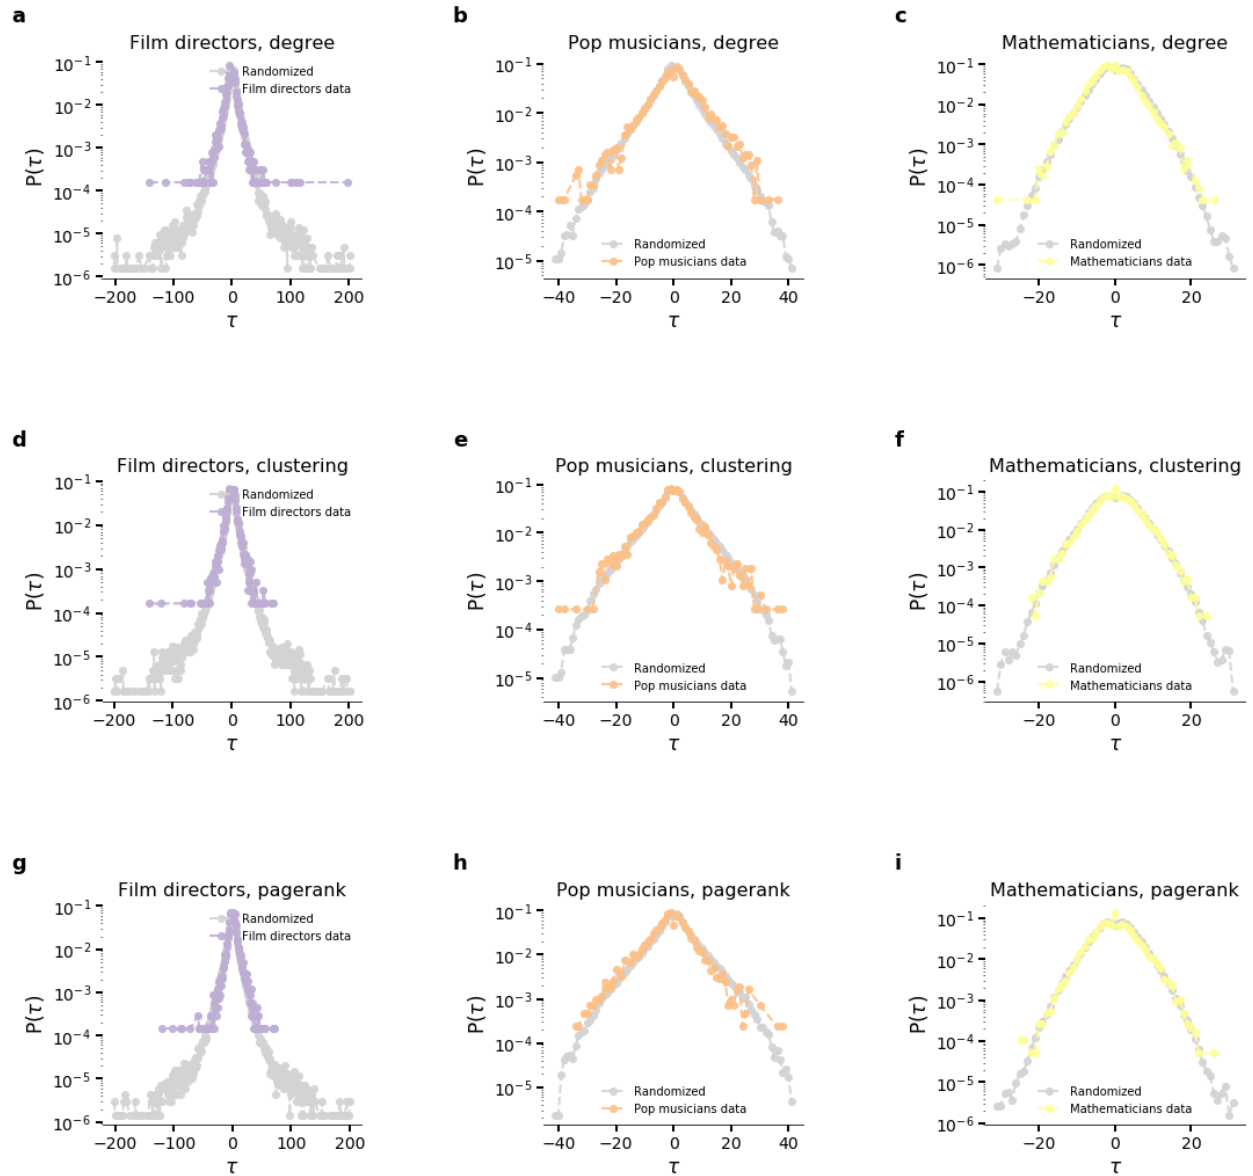 a
Film directors, degree
Randomized
Film directors data
10⁻¹
10⁻²
10⁻³
10⁻⁴
10⁻⁵
10⁻⁶
P(τ)
−200 −100 0 100 200
τ
b
Pop musicians, degree
10⁻¹
10⁻²
10⁻³
10⁻⁴
10⁻⁵
P(τ)
Randomized
Pop musicians data
−40 −20 0 20 40
τ
c
Mathematicians, degree
10⁻¹
10⁻²
10⁻³
10⁻⁴
10⁻⁵
10⁻⁶
P(τ)
Randomized
Mathematicians data
−20 0 20
τ
d
Film directors, clustering
Randomized
Film directors data
10⁻¹
10⁻²
10⁻³
10⁻⁴
10⁻⁵
10⁻⁶
P(τ)
−200 −100 0 100 200
τ
e
Pop musicians, clustering
10⁻¹
10⁻²
10⁻³
10⁻⁴
10⁻⁵
P(τ)
Randomized
Pop musicians data
−40 −20 0 20 40
τ
f
Mathematicians, clustering
10⁻¹
10⁻²
10⁻³
10⁻⁴
10⁻⁵
10⁻⁶
P(τ)
Randomized
Mathematicians data
−20 0 20
τ
g
Film directors, pagerank
Randomized
Film directors data
10⁻¹
10⁻²
10⁻³
10⁻⁴
10⁻⁵
10⁻⁶
P(τ)
−200 −100 0 100 200
τ
h
Pop musicians, pagerank
10⁻¹
10⁻²
10⁻³
10⁻⁴
10⁻⁵
P(τ)
Randomized
Pop musicians data
−40 −20 0 20 40
τ
i
Mathematicians, pagerank
10⁻¹
10⁻²
10⁻³
10⁻⁴
10⁻⁵
10⁻⁶
P(τ)
Randomized
Mathematicians data
−20 0 20
τ